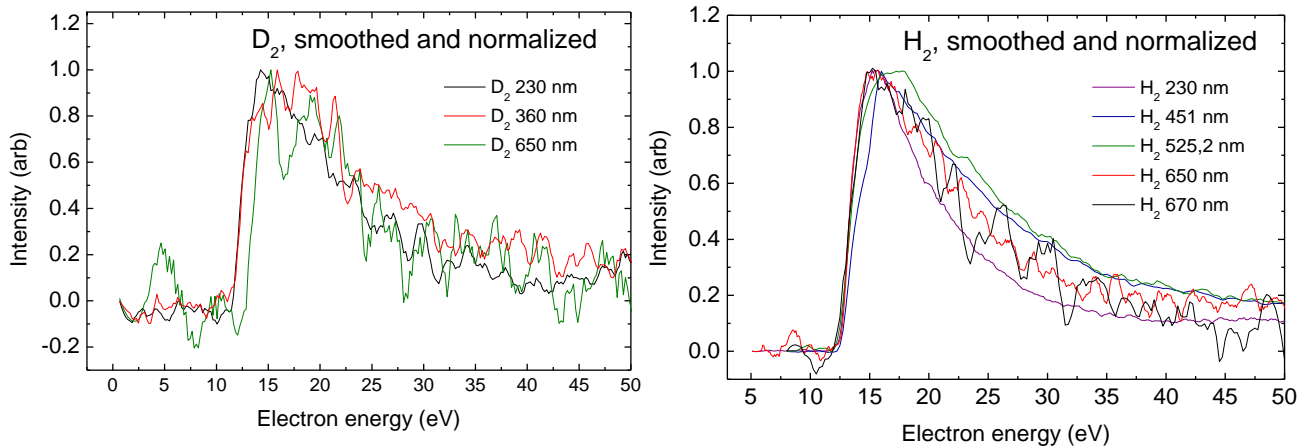 D₂, smoothed and normalized
D₂ 230 nm
D₂ 360 nm
D₂ 650 nm
1.2
1.0
0.8
0.6
0.4
0.2
0.0
-0.2
Intensity (arb)
0 5 10 15 20 25 30 35 40 45 50
Electron energy (eV)
H₂, smoothed and normalized
H₂ 230 nm
H₂ 451 nm
H₂ 525,2 nm
H₂ 650 nm
H₂ 670 nm
1.2
1.0
0.8
0.6
0.4
0.2
0.0
Intensity (arb)
5 10 15 20 25 30 35 40 45 50
Electron energy (eV)